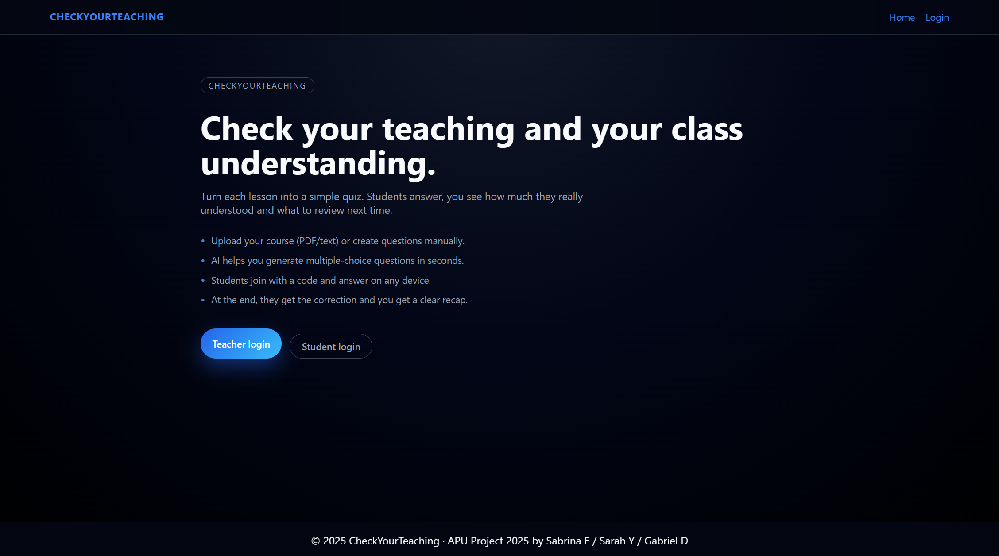 CHECKYOURTEACHING
Home Login
CHECKYOURTEACHING
Check your teaching and your class
understanding.
Turn each lesson into a simple quiz. Students answer, you see how much they really
understood and what to review next time.
• Upload your course (PDF/text) or create questions manually.
• AI helps you generate multiple-choice questions in seconds.
• Students join with a code and answer on any device.
• At the end, they get the correction and you get a clear recap.
Teacher login
Student login
© 2025 CheckYourTeaching · APU Project 2025 by Sabrina E / Sarah Y / Gabriel D